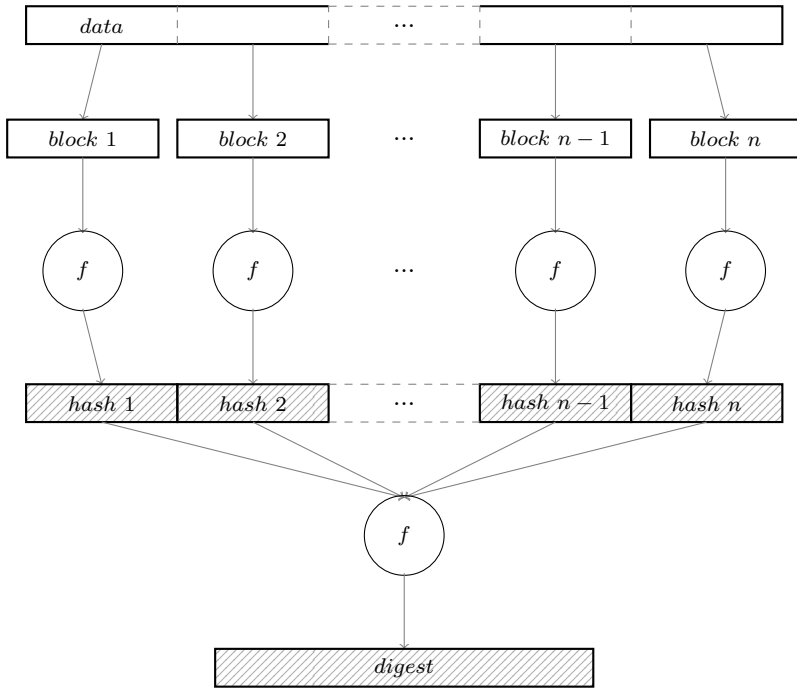 data ...
block 1 block 2 ... block n − 1 block n
f f ... f f
hash 1 hash 2 ... hash n − 1 hash n
f
digest